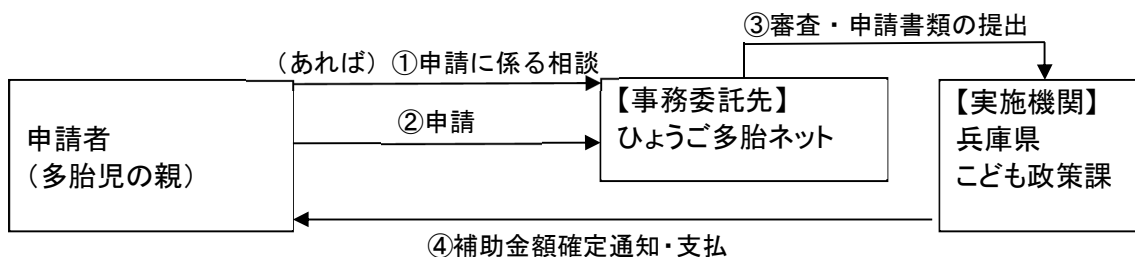 ③審査・申請書類の提出
（あれば）①申請に係る相談
②申請
申請者
（多胎児の親）
【事務委託先】
ひょうご多胎ネット
【実施機関】
兵庫県
こども政策課
④補助金額確定通知・支払